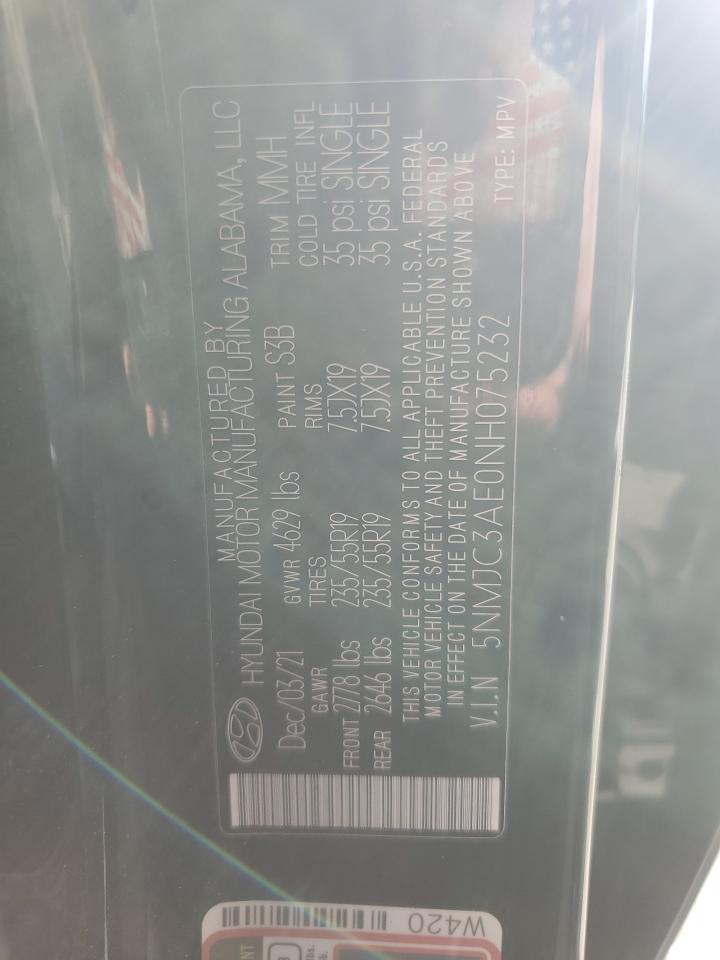 MANUFACTURED BY
HYUNDAI MOTOR MANUFACTURING ALABAMA, LLC
Dec/03/21 GVWR 4629 lbs PAINT S3B TRIM MMH
GAWR TIRES RIMS COLD TIRE INFL
FRONT 2778 lbs 235/55R19 7.5JX19 35 psi SINGLE
REAR 2646 lbs 235/55R19 7.5JX19 35 psi SINGLE
THIS VEHICLE CONFORMS TO ALL APPLICABLE U.S.A. FEDERAL
MOTOR VEHICLE SAFETY AND THEFT PREVENTION STANDARDS
IN EFFECT ON THE DATE OF MANUFACTURE SHOWN ABOVE
V.I.N 5NMJC3AE0NH075232
TYPE: MPV
W420
lbs.
lb.